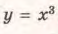 y = x³